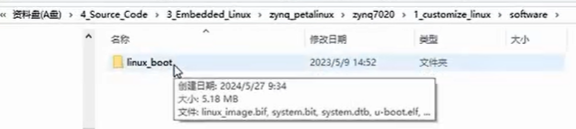 « 资料盘(A盘) > 4_Source_Code > 3_Embedded_Linux > zynq_petalinux > zynq7020 > 1_customize_linux > software >
名称 修改日期 类型 大小
linux_boot 2023/5/9 14:52 文件夹
创建日期: 2024/5/27 9:34
大小: 5.18 MB
文件: linux_image.bif, system.bit, system.dtb, u-boot.elf, ...